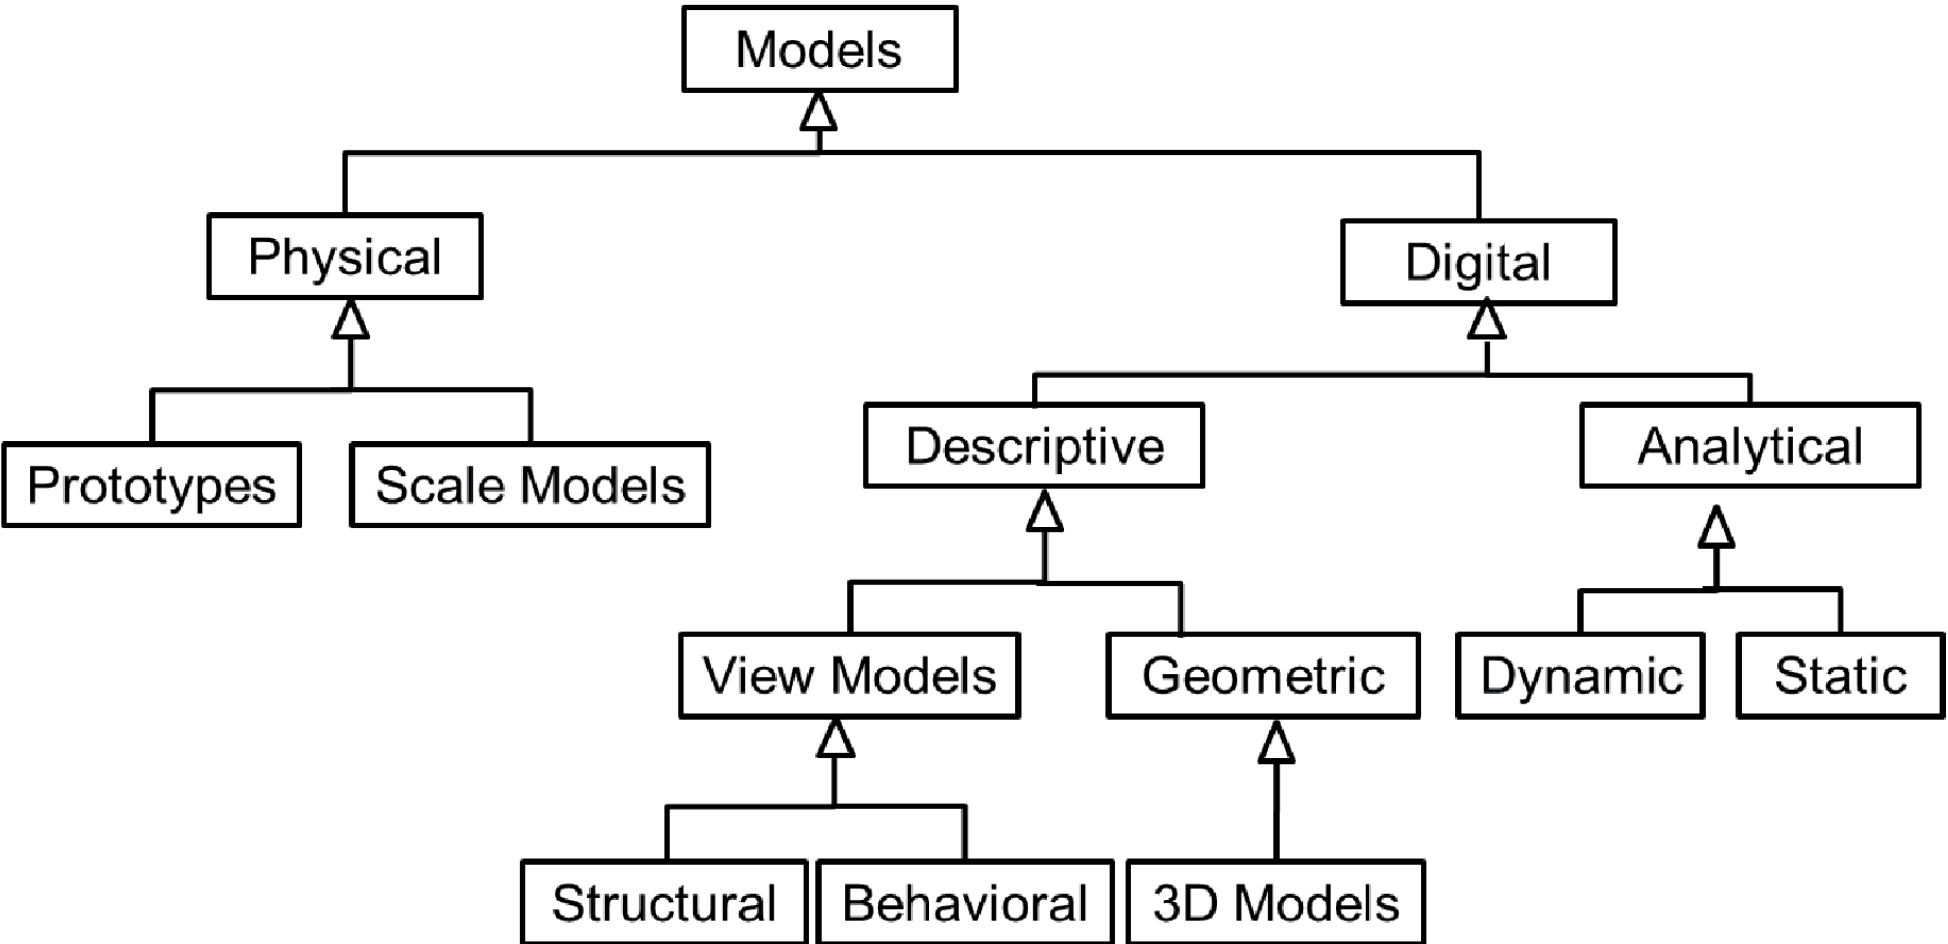 Models
Physical
Digital
Descriptive
Analytical
Prototypes
Scale Models
View Models
Geometric
Dynamic
Static
Structural
Behavioral
3D Models